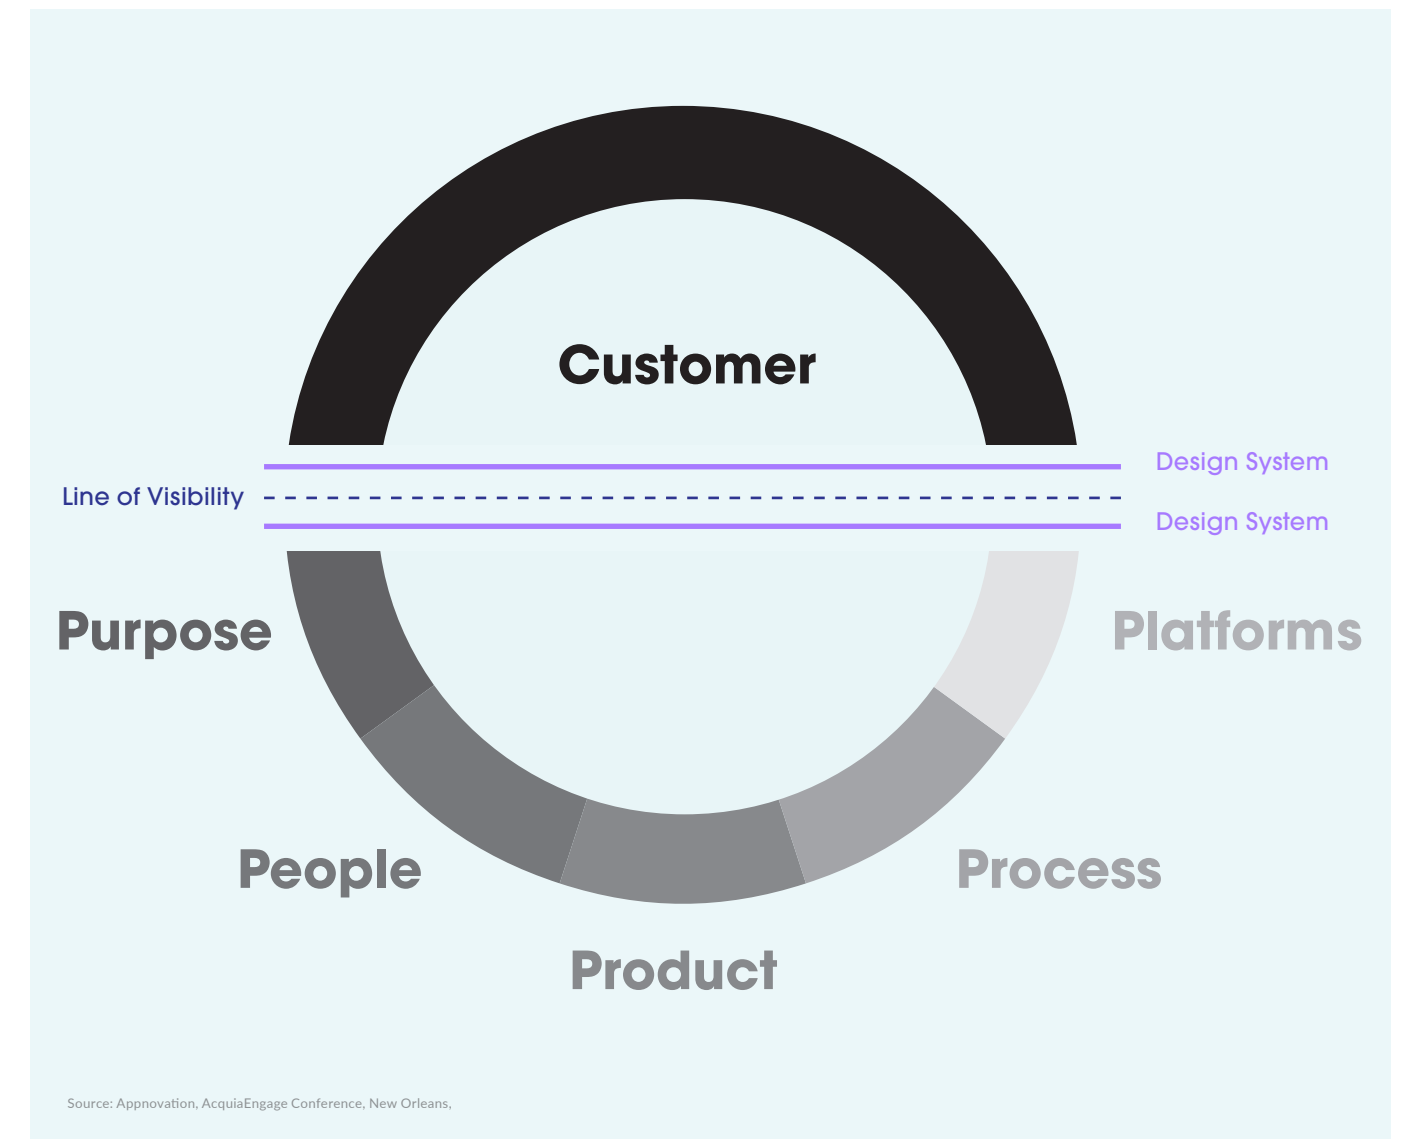 Customer
Design System
Line of Visibility
Design System
Purpose
Platforms
People
Process
Product
Source: Appnovation, AcquiaEngage Conference, New Orleans,